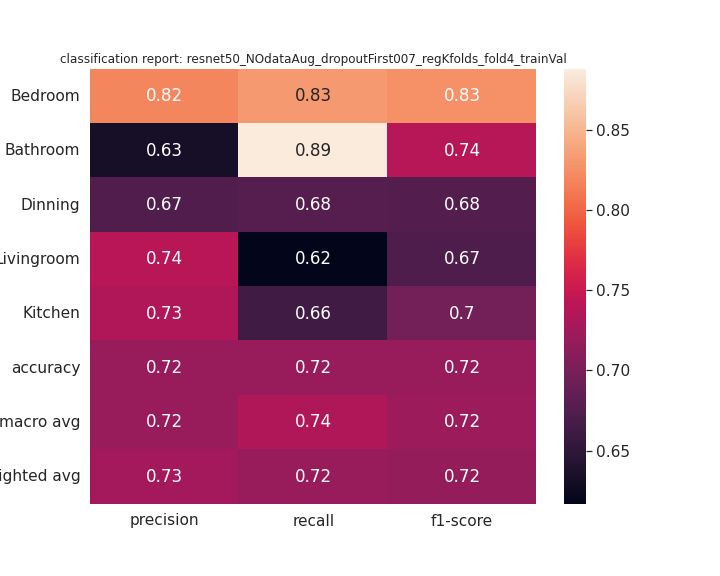 classification report: resnet50_NOdataAug_dropoutFirst007_regKfolds_fold4_trainVal
Bedroom 0.82 0.83 0.83
Bathroom 0.63 0.89 0.74
Dinning 0.67 0.68 0.68
Livingroom 0.74 0.62 0.67
Kitchen 0.73 0.66 0.7
accuracy 0.72 0.72 0.72
macro avg 0.72 0.74 0.72
ighted avg 0.73 0.72 0.72
precision recall f1-score
0.85
0.80
0.75
0.70
0.65